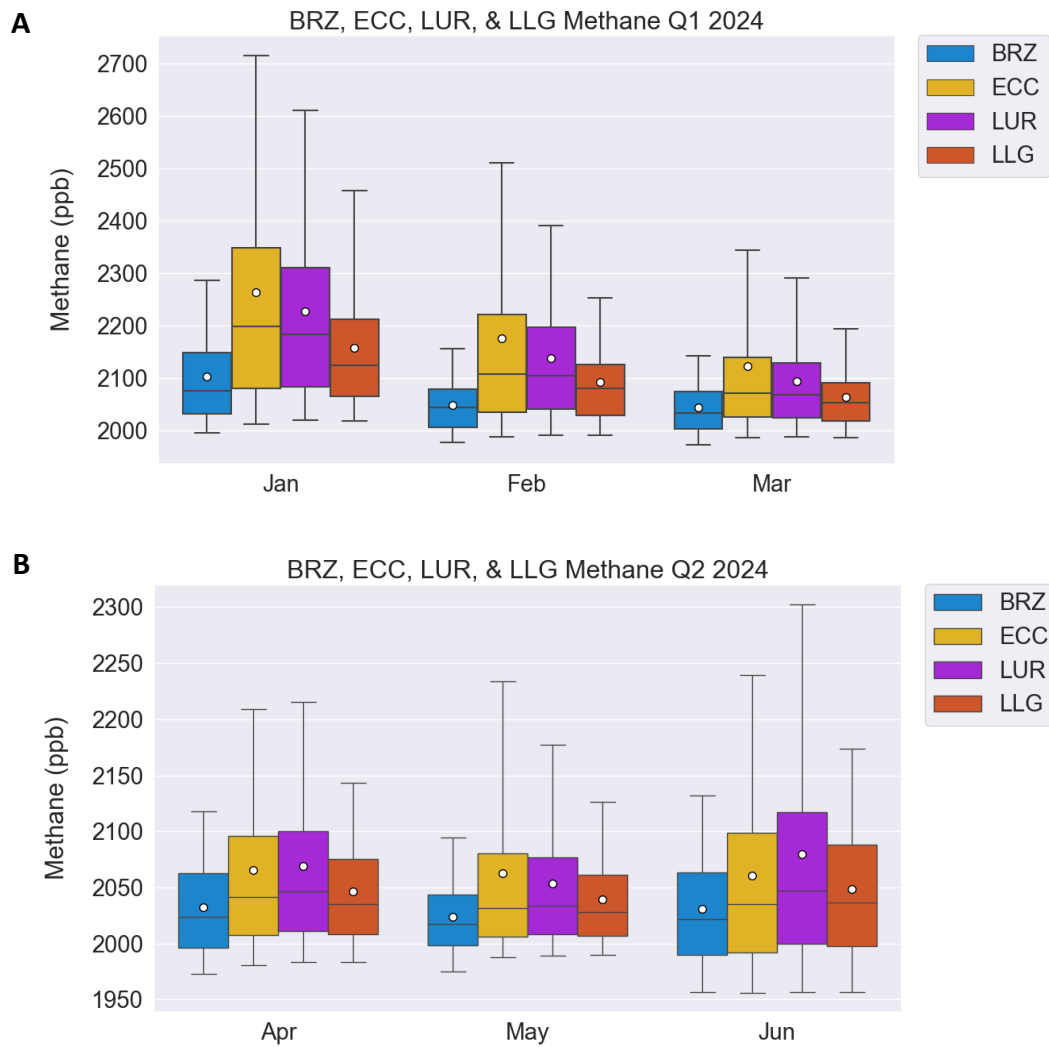 A
BRZ, ECC, LUR, & LLG Methane Q1 2024
Methane (ppb)
2700
2600
2500
2400
2300
2200
2100
2000
Jan
Feb
Mar
BRZ
ECC
LUR
LLG
B
BRZ, ECC, LUR, & LLG Methane Q2 2024
Methane (ppb)
2300
2250
2200
2150
2100
2050
2000
1950
Apr
May
Jun
BRZ
ECC
LUR
LLG